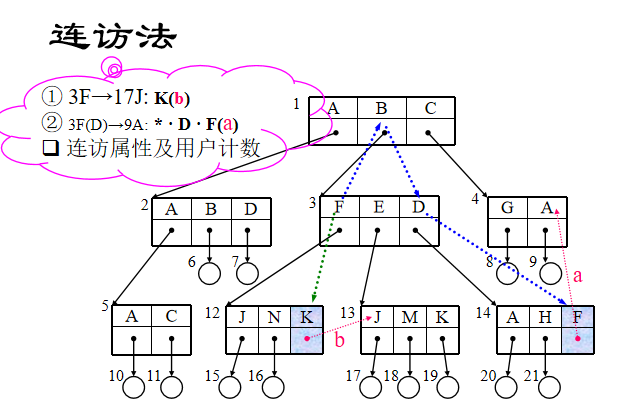 连访法
① 3F→17J: K(b)
② 3F(D)→9A: *·D·F(a)
❑ 连访属性及用户计数
1 A B C
2 A B D
3 F E D
4 G A
6 7 8 9
a
5 A C
12 J N K
13 J M K
14 A H F
b
10 11 15 16 17 18 19 20 21